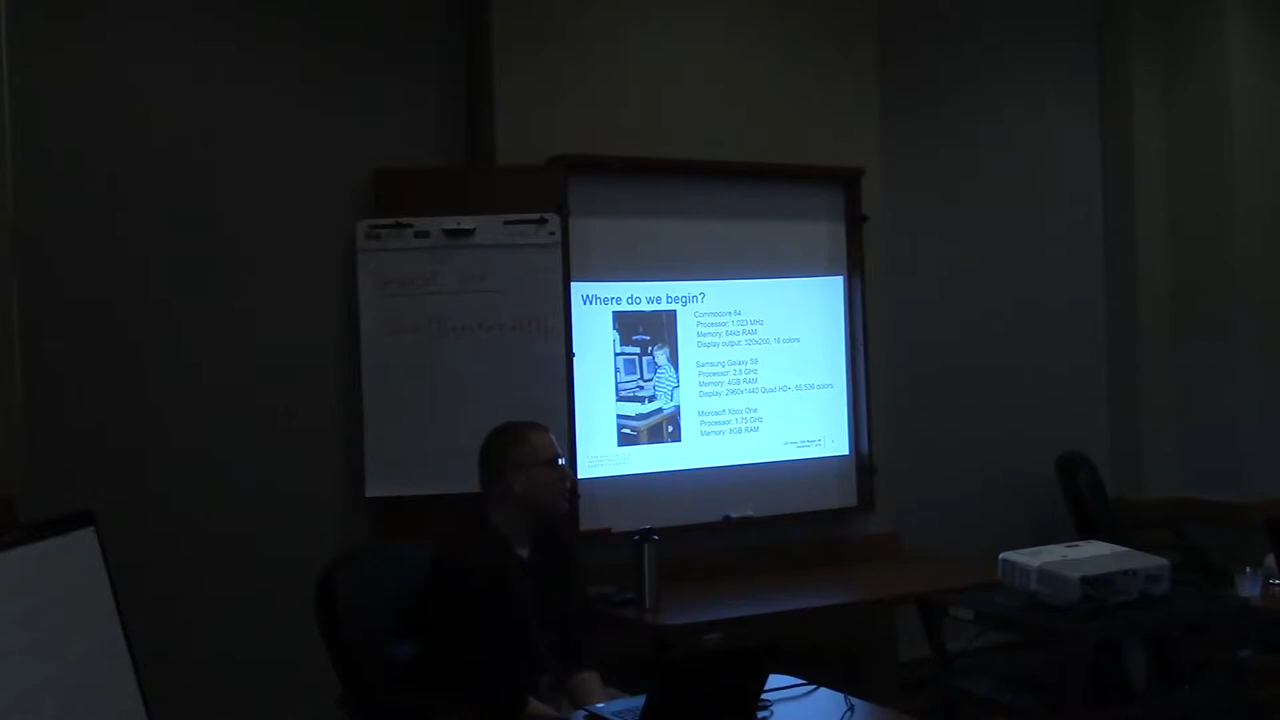 Where do we begin?
Commodore 64
Processor: 1.023 MHz
Memory: 64kb RAM
Display output: 320x200, 16 colors
Samsung Galaxy S9
Processor: 2.8 GHz
Memory: 4GB RAM
Display: 2960x1440 Quad HD+, 65,536 colors
Microsoft Xbox One
Processor: 1.75 GHz
Memory: 8GB RAM